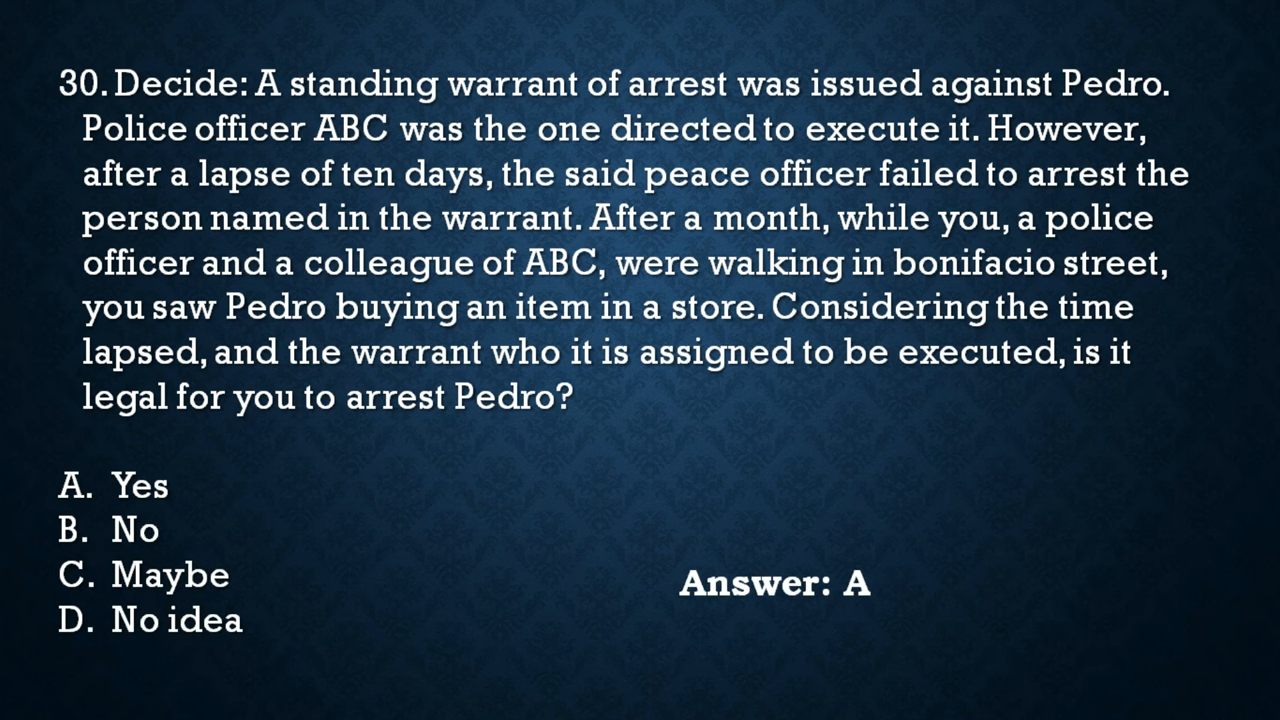 30. Decide: A standing warrant of arrest was issued against Pedro.
Police officer ABC was the one directed to execute it. However,
after a lapse of ten days, the said peace officer failed to arrest the
person named in the warrant. After a month, while you, a police
officer and a colleague of ABC, were walking in bonifacio street,
you saw Pedro buying an item in a store. Considering the time
lapsed, and the warrant who it is assigned to be executed, is it
legal for you to arrest Pedro?
A. Yes
B. No
C. Maybe
D. No idea
Answer: A